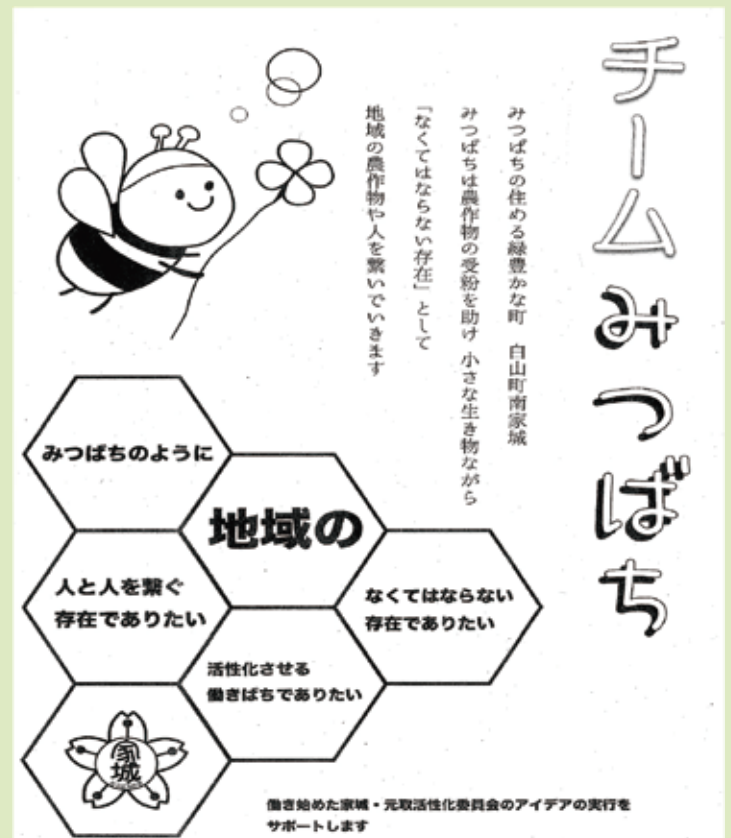 チームみつばち
みつばちの住める緑豊かな町　白山町南家城
みつばちは農作物の受粉を助け　小さな生き物ながら
「なくてはならない存在」として
地域の農作物や人を繋いでいきます
みつばちのように
地域の
人と人を繋ぐ
存在でありたい
なくてはならない
存在でありたい
活性化させる
働きばちでありたい
家城
働き始めた家城・元取活性化委員会のアイデアの実行を
サポートします